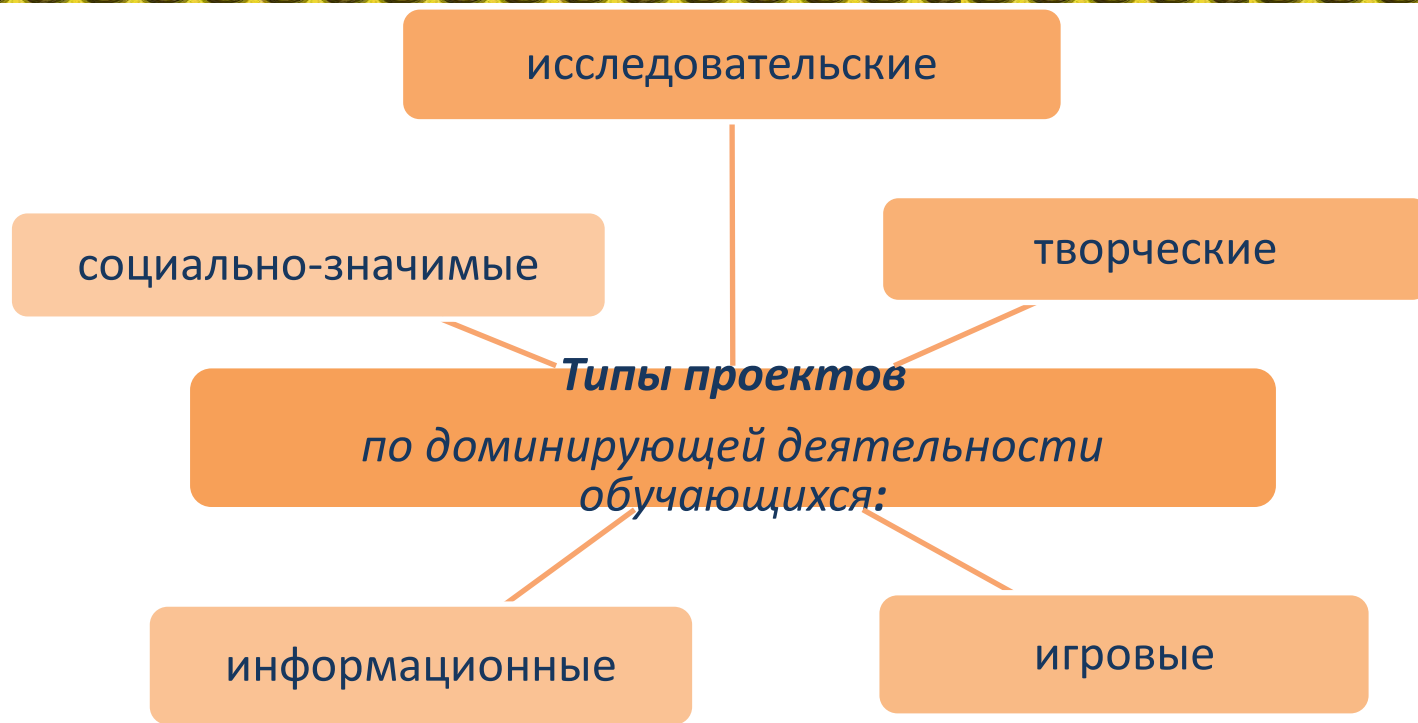 исследовательские
социально-значимые
творческие
Типы проектов
по доминирующей деятельности
обучающихся:
информационные
игровые